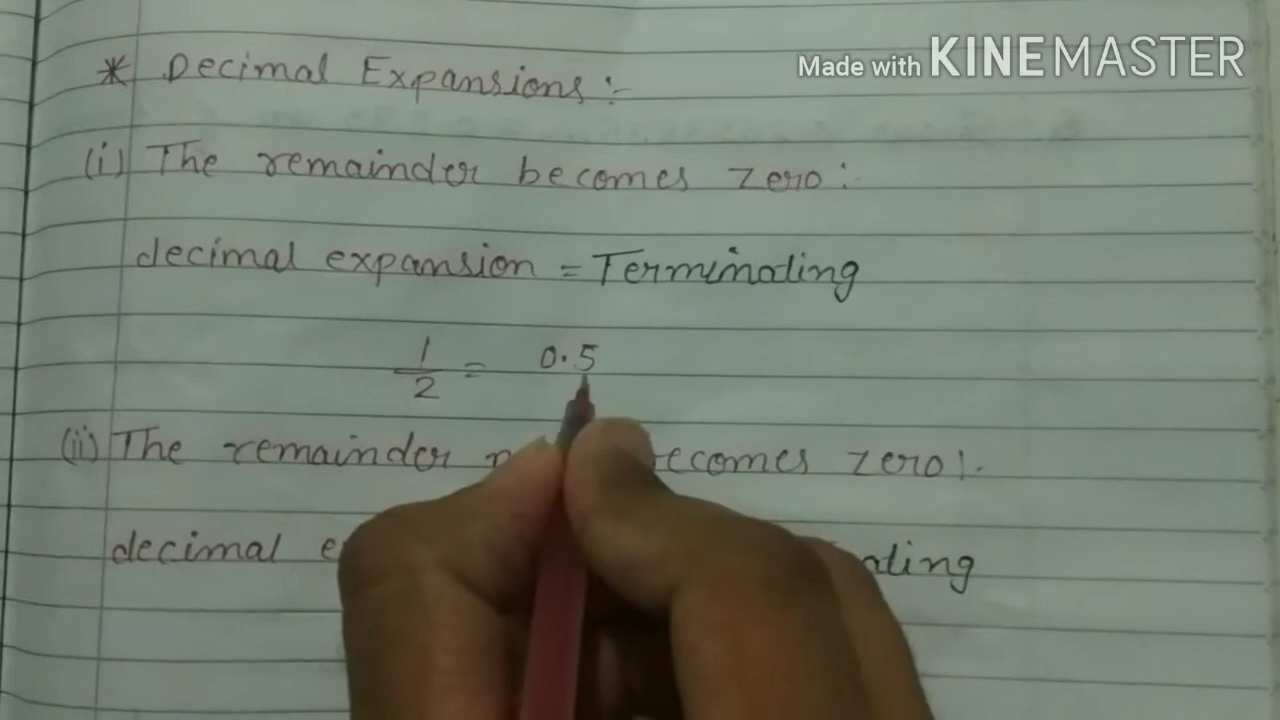 Made with KINEMASTER
* Decimal Expansions :-
(i) The remainder becomes zero :-
decimal expansion = Terminating
1/2 = 0.5
(ii) The remainder ecomes zero :-
decimal ating